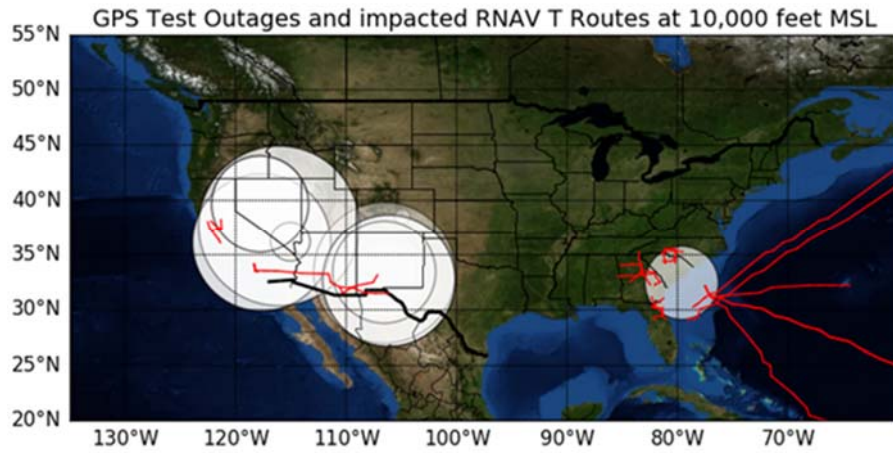 GPS Test Outages and impacted RNAV T Routes at 10,000 feet MSL
55°N
50°N
45°N
40°N
35°N
30°N
25°N
20°N
130°W
120°W
110°W
100°W
90°W
80°W
70°W